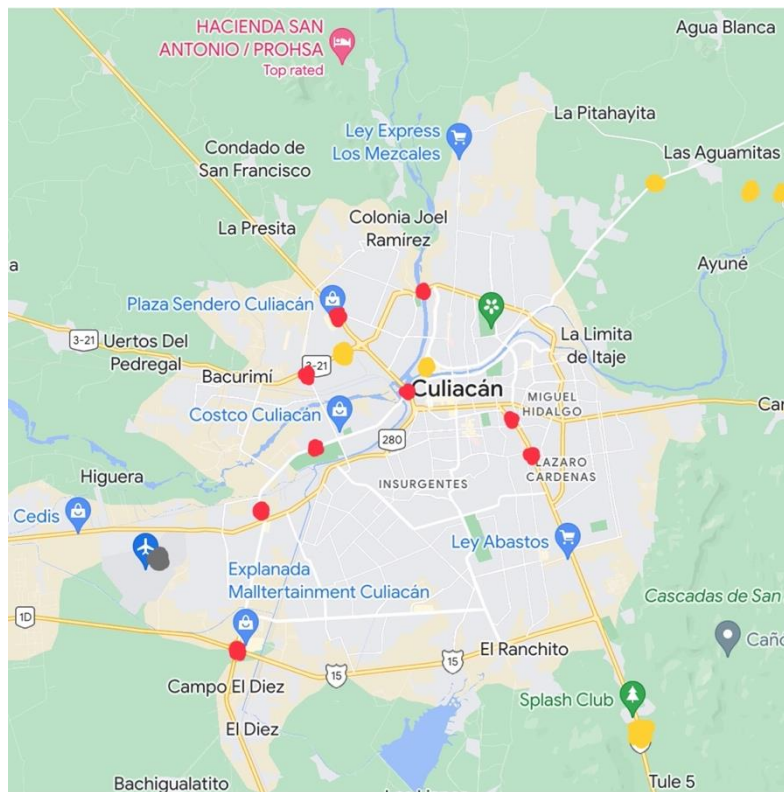 HACIENDA SAN
ANTONIO / PROHSA
Top rated
Agua Blanca
La Pitahayita
Ley Express
Los Mezcales
Condado de
San Francisco
Las Aguamitas
Colonia Joel
Ramírez
La Presita
a
Ayuné
Plaza Sendero Culiacán
3-21
Uertos Del
Pedregal
La Limita
de Itaje
3-21
Bacurimí
Culiacán
MIGUEL
HIDALGO
Costco Culiacán
280
LAZARO
CARDENAS
Higuera
INSURGENTES
Cedis
Ley Abastos
Explanada
Malltertainment Culiacán
Cascadas de San
1D
El Ranchito
15
15
Campo El Diez
Splash Club
El Diez
Bachigualatito
Tule 5